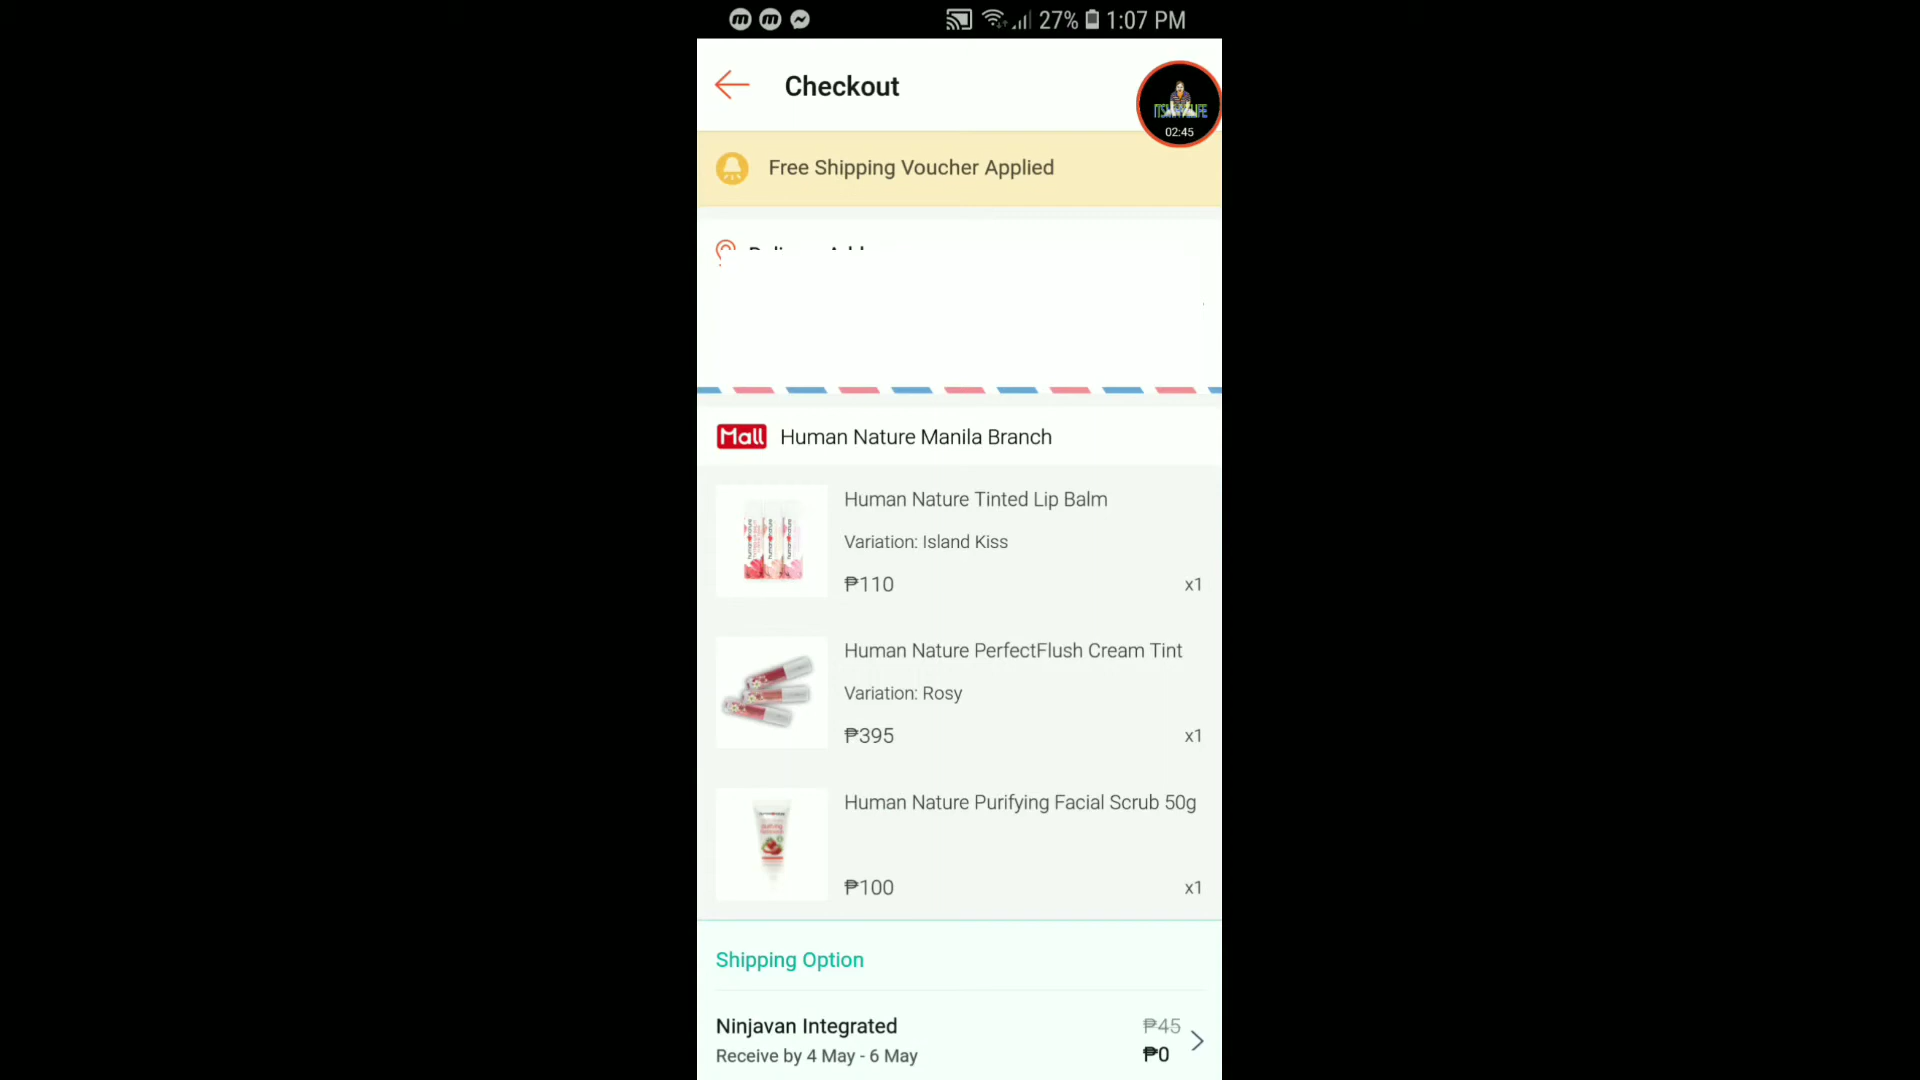 27% 1:07 PM
Checkout
02:45
Free Shipping Voucher Applied
Mall Human Nature Manila Branch
Human Nature Tinted Lip Balm
Variation: Island Kiss
₱110 x1
Human Nature PerfectFlush Cream Tint
Variation: Rosy
₱395 x1
Human Nature Purifying Facial Scrub 50g
₱100 x1
Shipping Option
Ninjavan Integrated ₱45
Receive by 4 May - 6 May ₱0